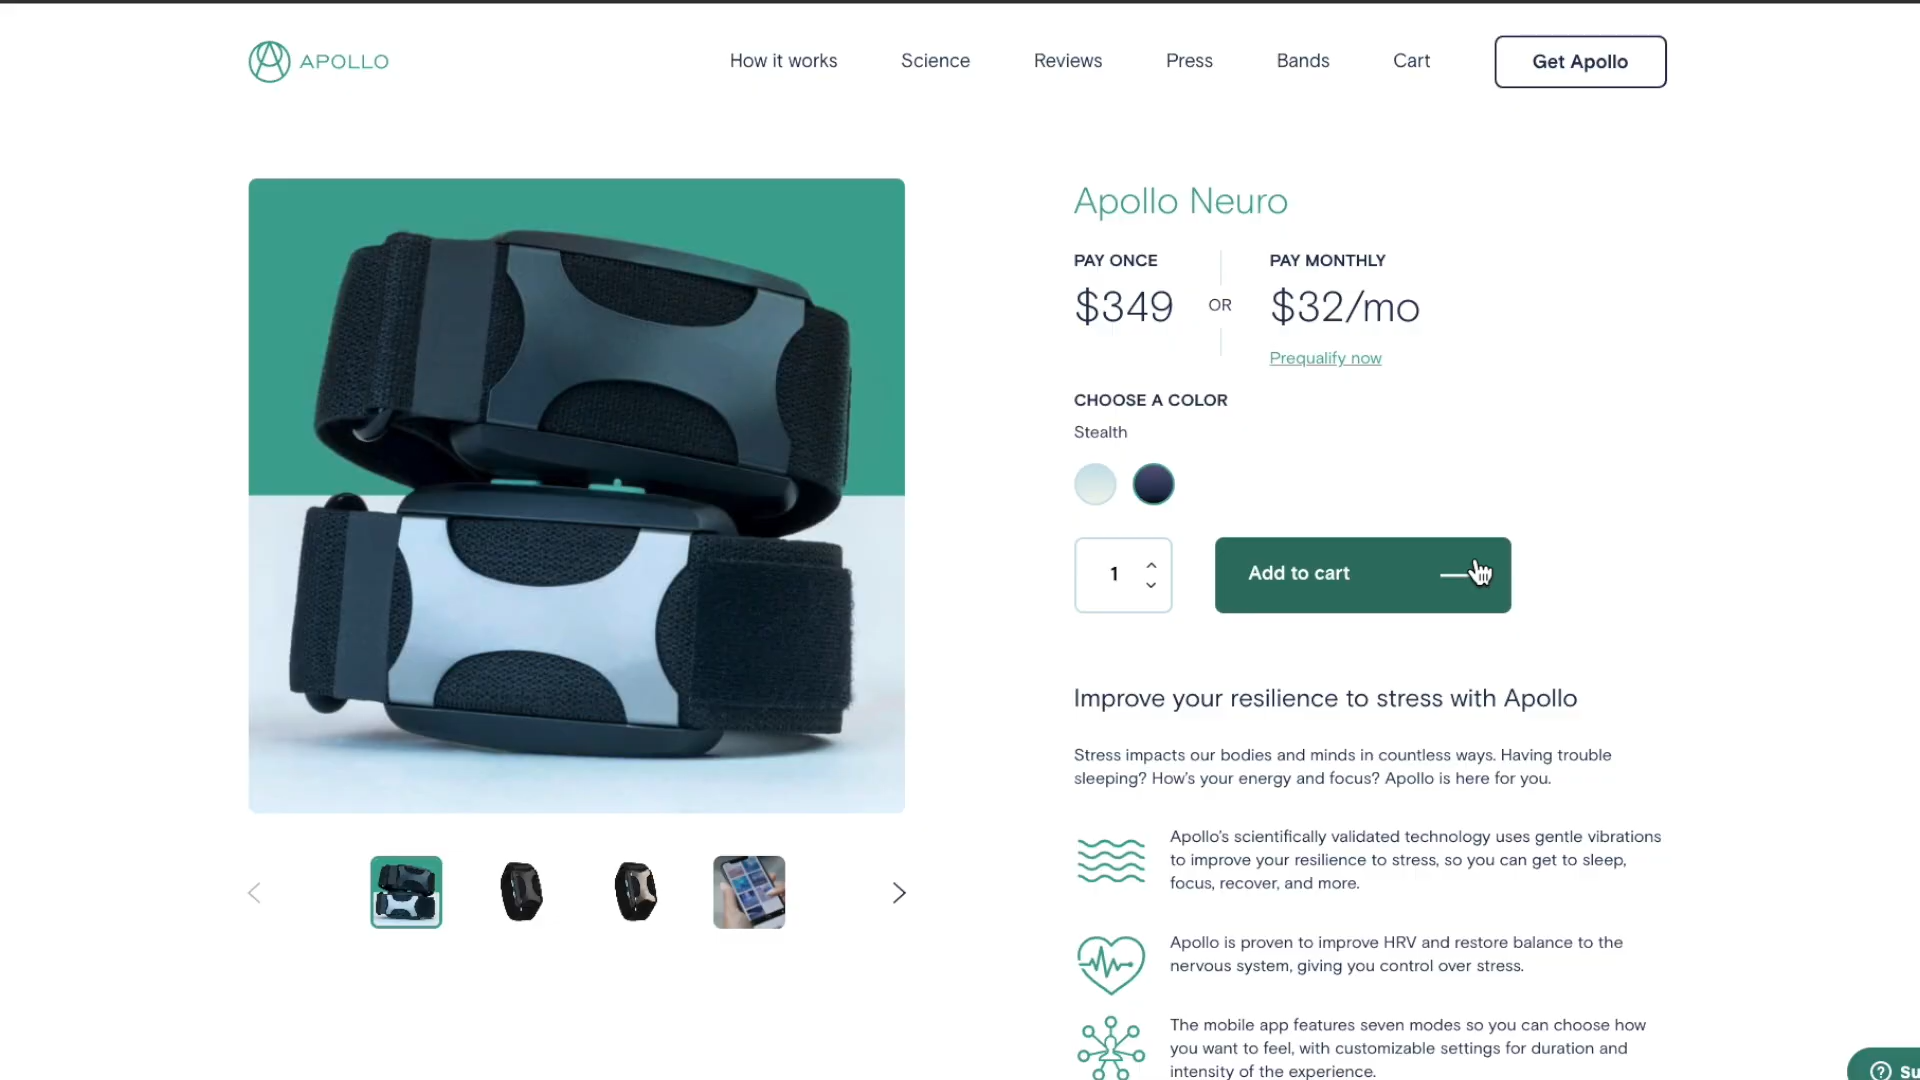 APOLLO
How it works
Science
Reviews
Press
Bands
Cart
Get Apollo
Apollo Neuro
PAY ONCE
$349
OR
PAY MONTHLY
$32/mo
Prequalify now
CHOOSE A COLOR
Stealth
1
Add to cart
Improve your resilience to stress with Apollo
Stress impacts our bodies and minds in countless ways. Having trouble
sleeping? How's your energy and focus? Apollo is here for you.
Apollo's scientifically validated technology uses gentle vibrations
to improve your resilience to stress, so you can get to sleep,
focus, recover, and more.
Apollo is proven to improve HRV and restore balance to the
nervous system, giving you control over stress.
The mobile app features seven modes so you can choose how
you want to feel, with customizable settings for duration and
intensity of the experience.